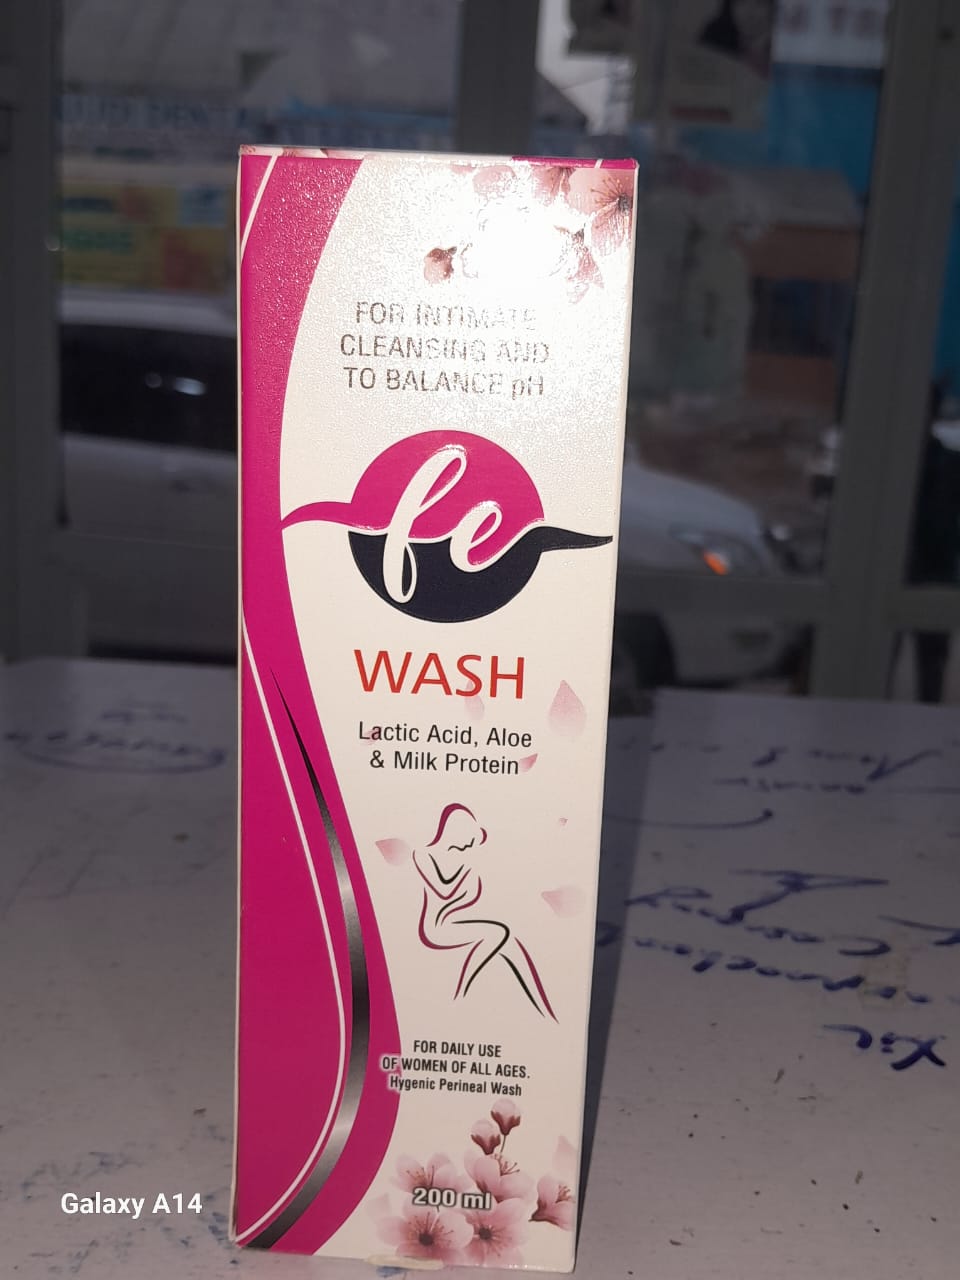 FOR INTIMATE
CLEANSING AND
TO BALANCE pH
fe
WASH
Lactic Acid, Aloe
& Milk Protein
FOR DAILY USE
OF WOMEN OF ALL AGES.
Hygenic Perineal Wash
200 ml
Galaxy A14